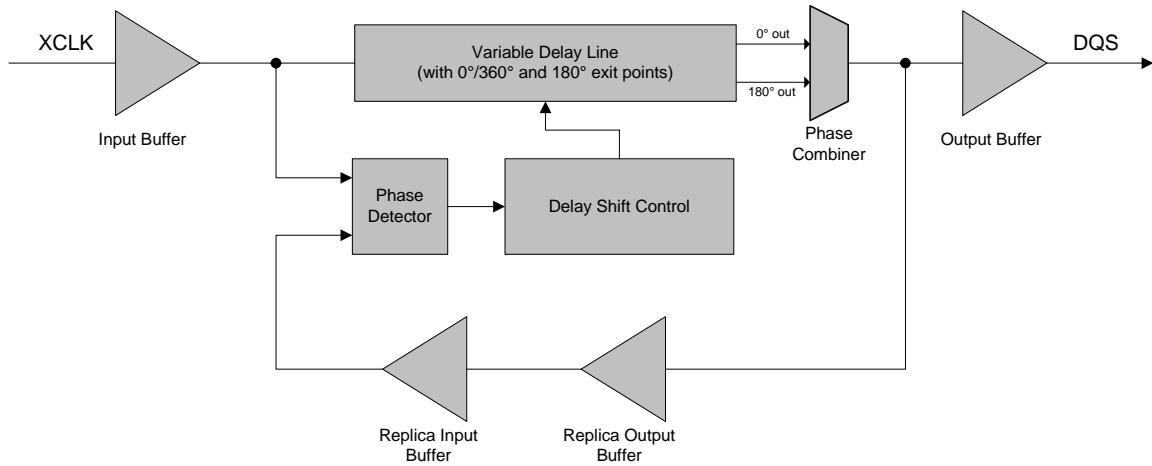 XCLK
Input Buffer
Variable Delay Line
(with 0°/360° and 180° exit points)
0° out
180° out
Phase
Combiner
DQS
Output Buffer
Phase
Detector
Delay Shift Control
Replica Input
Buffer
Replica Output
Buffer